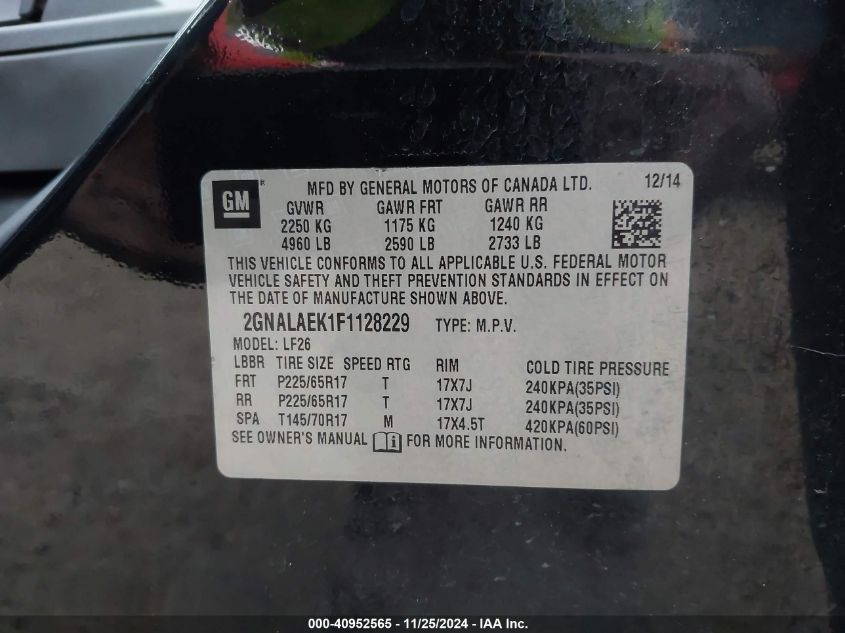 GM
MFD BY GENERAL MOTORS OF CANADA LTD. 12/14
GVWR GAWR FRT GAWR RR
2250 KG 1175 KG 1240 KG
4960 LB 2590 LB 2733 LB
THIS VEHICLE CONFORMS TO ALL APPLICABLE U.S. FEDERAL MOTOR
VEHICLE SAFETY AND THEFT PREVENTION STANDARDS IN EFFECT ON
THE DATE OF MANUFACTURE SHOWN ABOVE.
2GNALAEK1F1128229 TYPE: M.P.V.
MODEL: LF26
LBBR TIRE SIZE SPEED RTG RIM COLD TIRE PRESSURE
FRT P225/65R17 T 17X7J 240KPA(35PSI)
RR P225/65R17 T 17X7J 240KPA(35PSI)
SPA T145/70R17 M 17X4.5T 420KPA(60PSI)
SEE OWNER'S MANUAL FOR MORE INFORMATION.
000-40952565 - 11/25/2024 - IAA Inc.